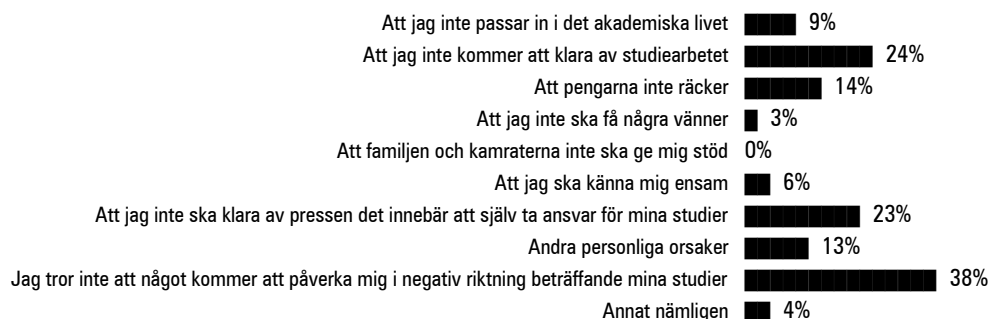 Att jag inte passar in i det akademiska livet 9%
Att jag inte kommer att klara av studiearbetet 24%
Att pengarna inte räcker 14%
Att jag inte ska få några vänner 3%
Att familjen och kamraterna inte ska ge mig stöd 0%
Att jag ska känna mig ensam 6%
Att jag inte ska klara av pressen det innebär att själv ta ansvar för mina studier 23%
Andra personliga orsaker 13%
Jag tror inte att något kommer att påverka mig i negativ riktning beträffande mina studier 38%
Annat nämligen 4%